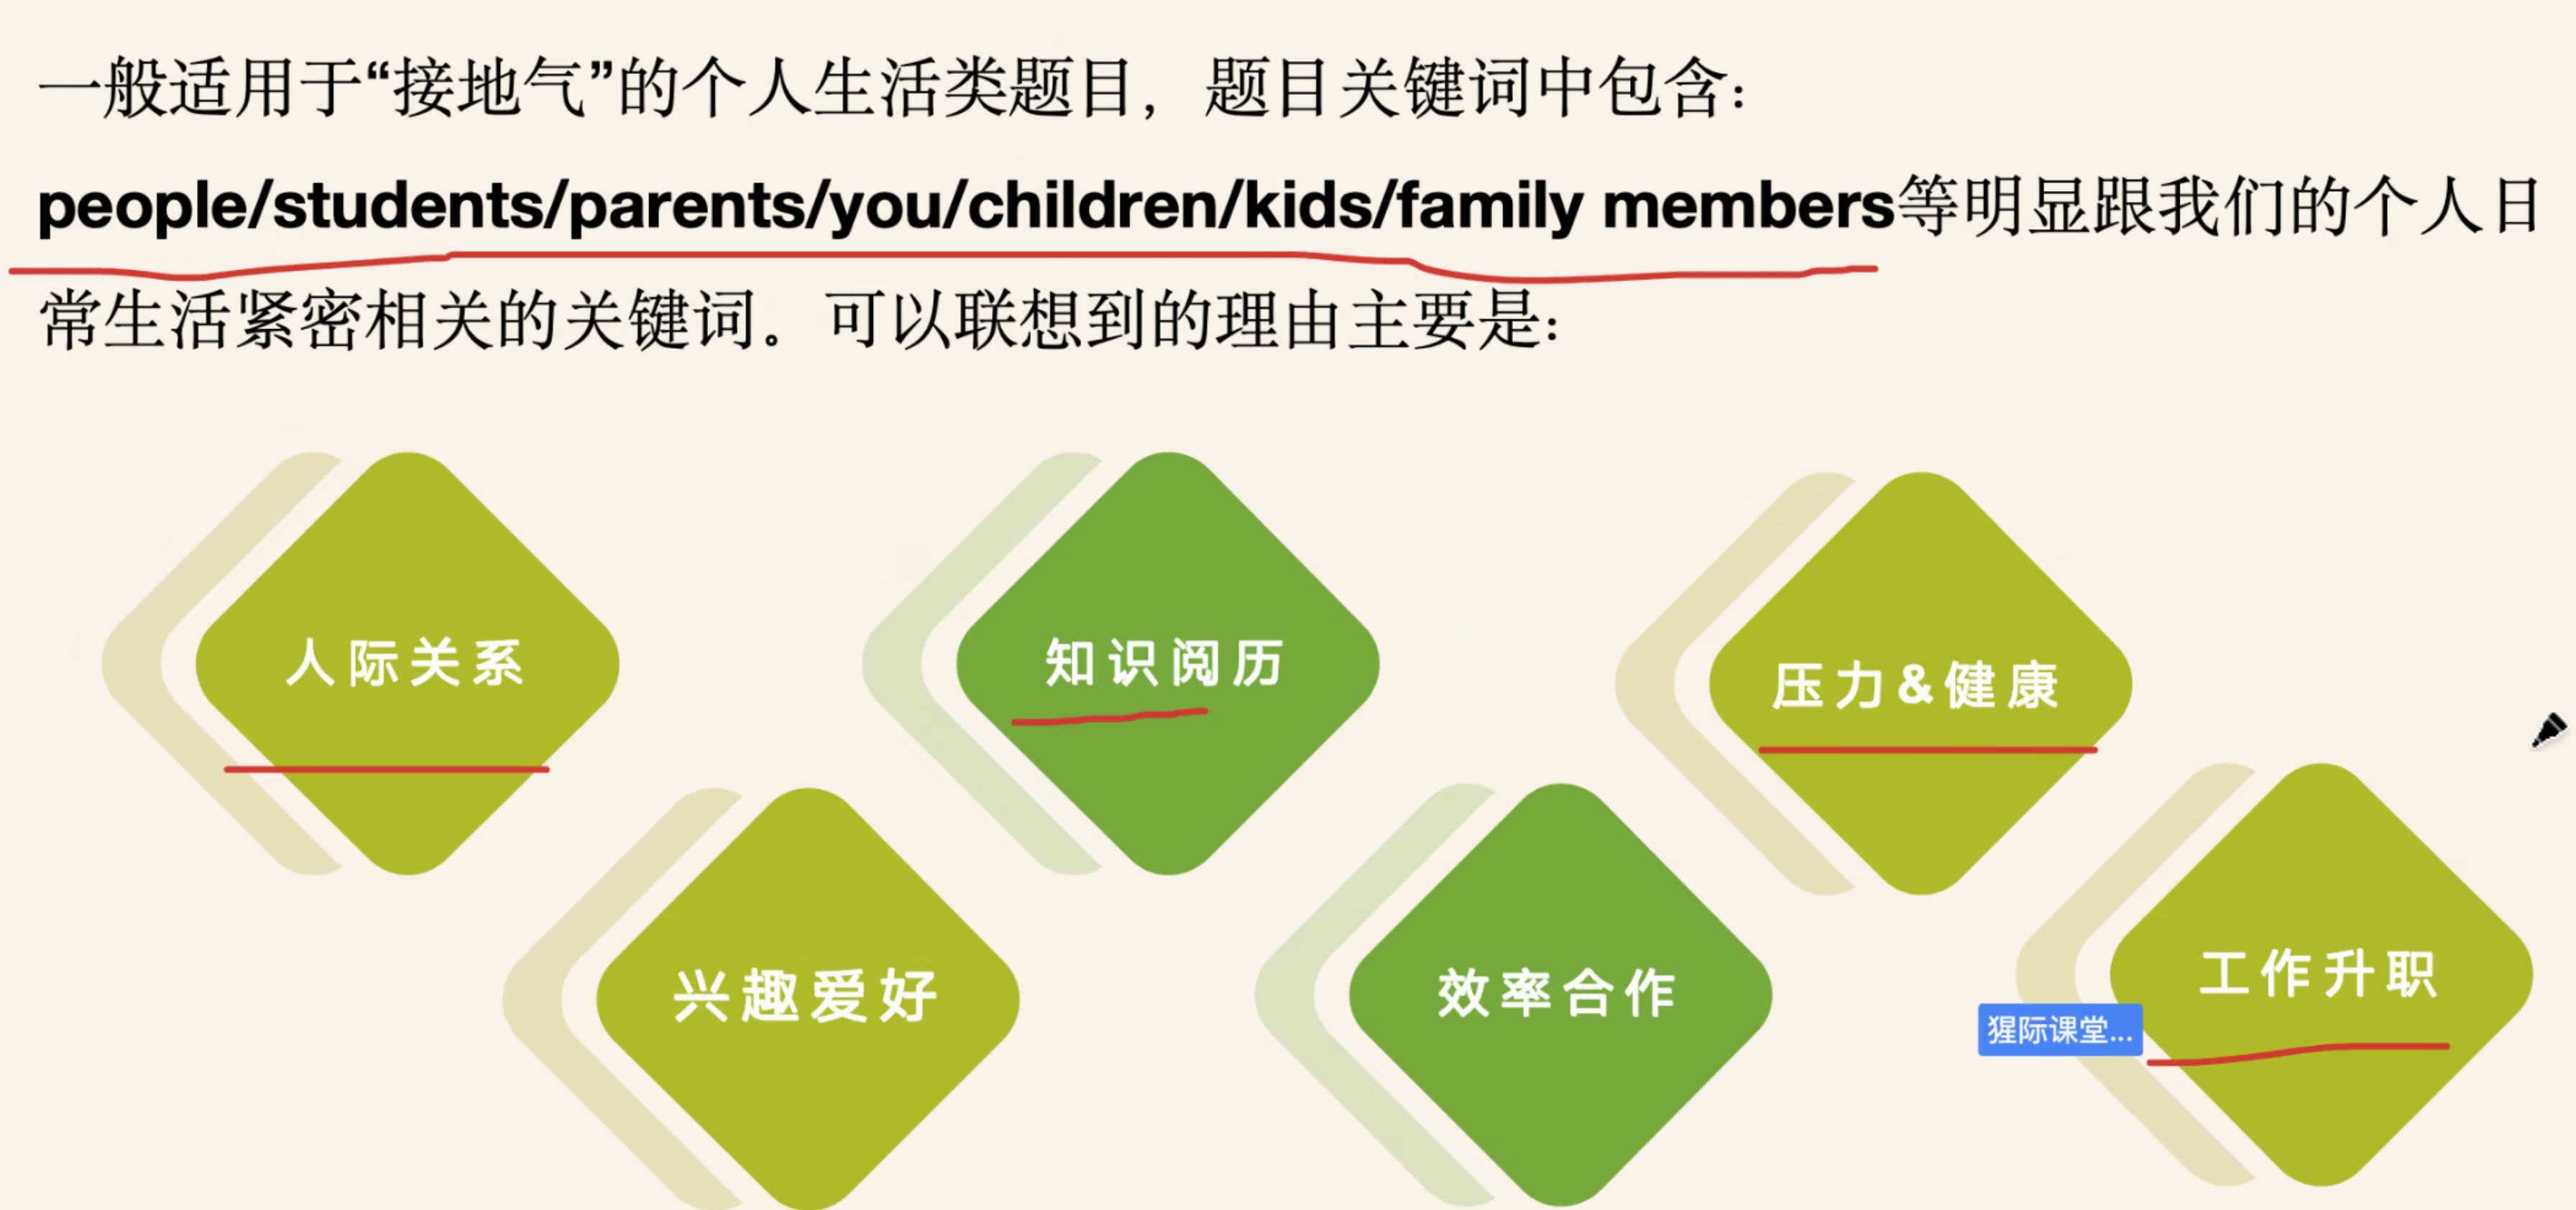 一般适用于“接地气”的个人生活类题目，题目关键词中包含：
people/students/parents/you/children/kids/family members等明显跟我们的个人日
常生活紧密相关的关键词。可以联想到的理由主要是：
人际关系
知识阅历
压力&健康
兴趣爱好
效率合作
工作升职
猩际课堂...